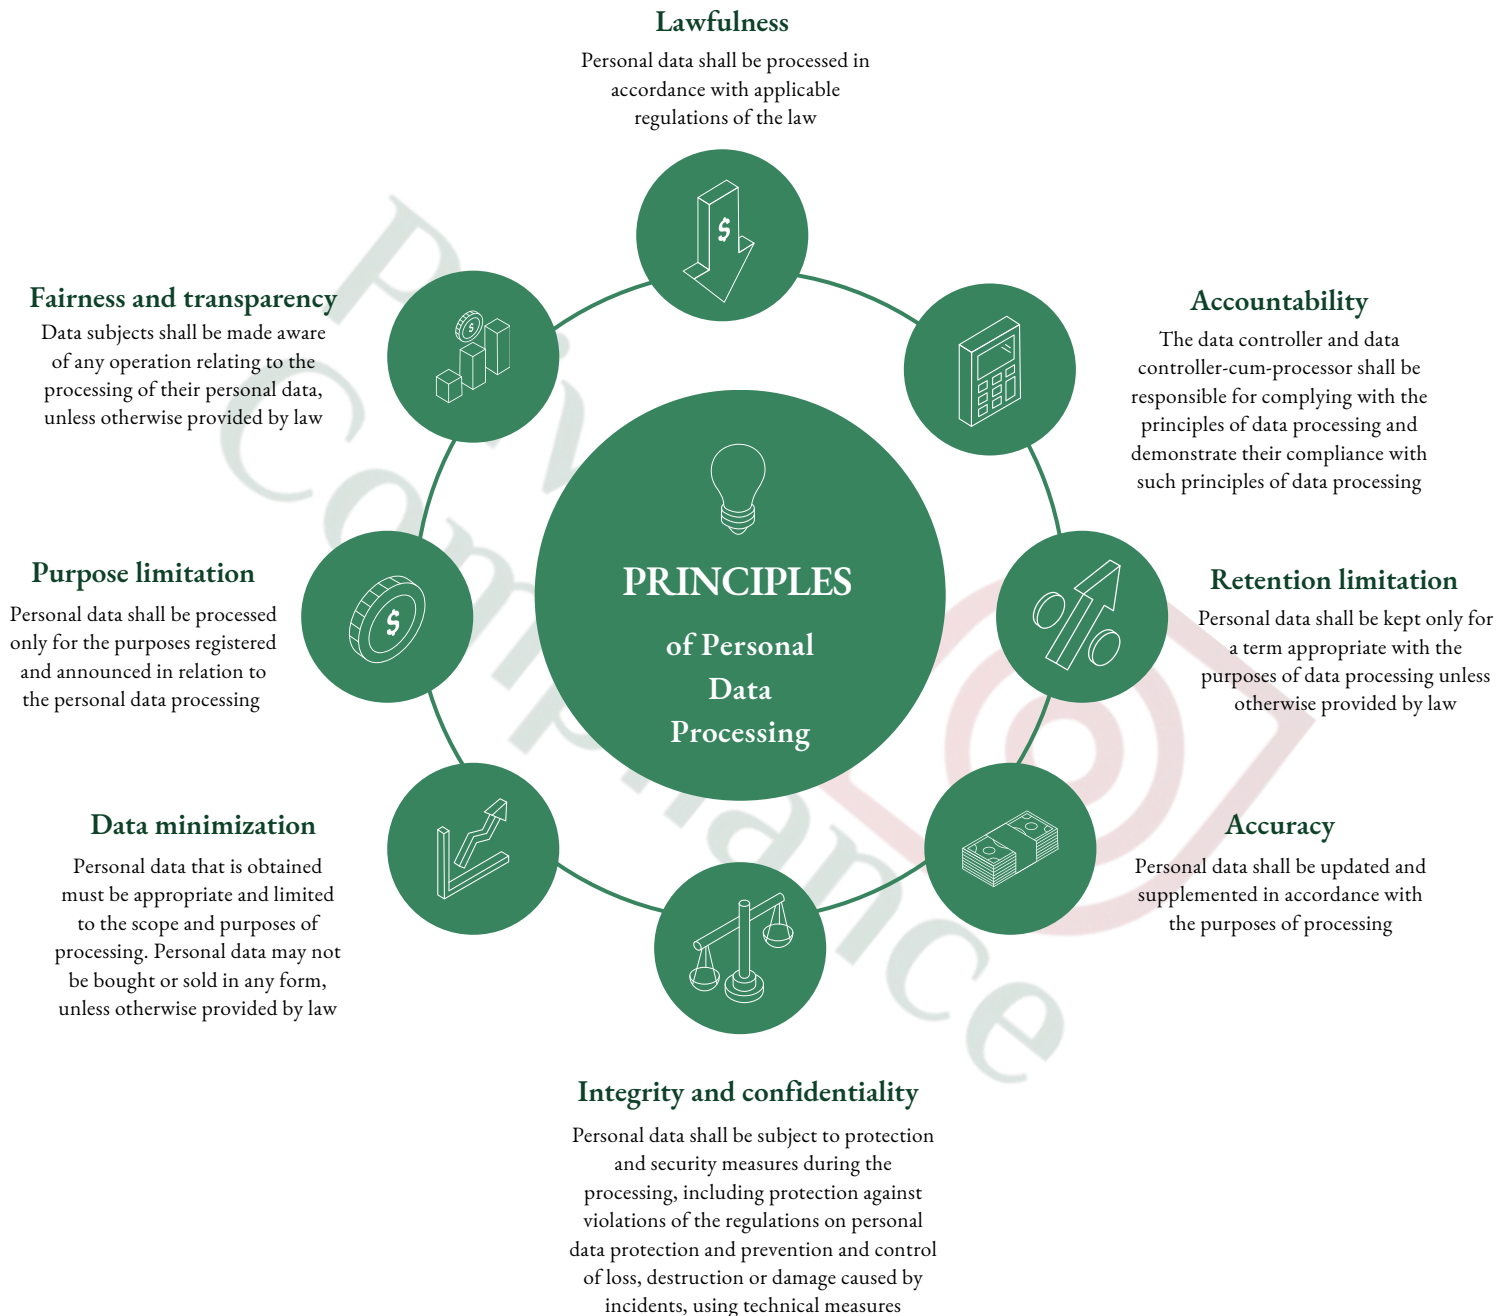 Lawfulness
Personal data shall be processed in
accordance with applicable
regulations of the law
Fairness and transparency
Data subjects shall be made aware
of any operation relating to the
processing of their personal data,
unless otherwise provided by law
Accountability
The data controller and data
controller-cum-processor shall be
responsible for complying with the
principles of data processing and
demonstrate their compliance with
such principles of data processing
PRINCIPLES
of Personal
Data
Processing
Purpose limitation
Personal data shall be processed
only for the purposes registered
and announced in relation to
the personal data processing
Retention limitation
Personal data shall be kept only for
a term appropriate with the
purposes of data processing unless
otherwise provided by law
Data minimization
Personal data that is obtained
must be appropriate and limited
to the scope and purposes of
processing. Personal data may not
be bought or sold in any form,
unless otherwise provided by law
Accuracy
Personal data shall be updated and
supplemented in accordance with
the purposes of processing
Integrity and confidentiality
Personal data shall be subject to protection
and security measures during the
processing, including protection against
violations of the regulations on personal
data protection and prevention and control
of loss, destruction or damage caused by
incidents, using technical measures
$
$
$
Compliance